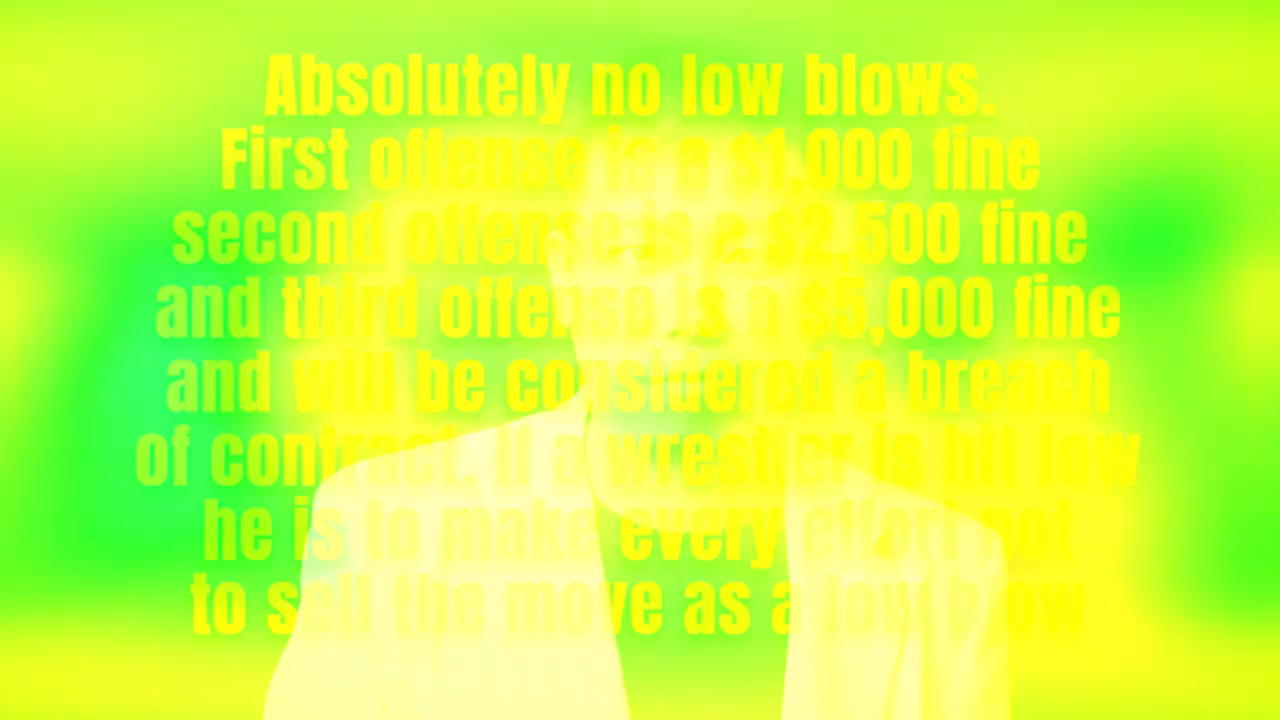 Absolutely no low blows.
First offense is a $1,000 fine
second offense is a $2,500 fine
and third offense is a $5,000 fine
and will be considered a breach
of contract. If a wrestler is hit low
he is to make every effort not
to sell the move as a low blow